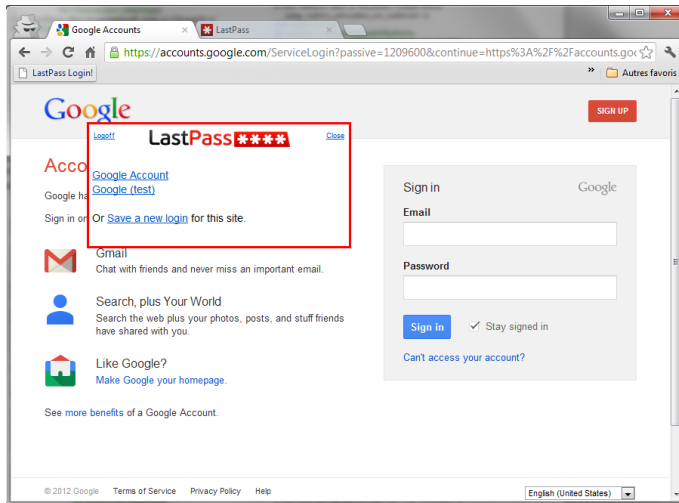 Google Accounts
LastPass
https://accounts.google.com/ServiceLogin?passive=1209600&continue=https%3A%2F%2Faccounts.goo
LastPass Login!
Autres favoris
Google
SIGN UP
Logoff
LastPass ****
Close
Acco
Google Account
Google (test)
Google ha
Sign in on
Or Save a new login for this site.
Gmail
Chat with friends and never miss an important email.
Search, plus Your World
Search the web plus your photos, posts, and stuff friends
have shared with you.
Like Google?
Make Google your homepage.
See more benefits of a Google Account.
Sign in
Google
Email
Password
Sign in
Stay signed in
Can't access your account?
© 2012 Google
Terms of Service
Privacy Policy
Help
English (United States)